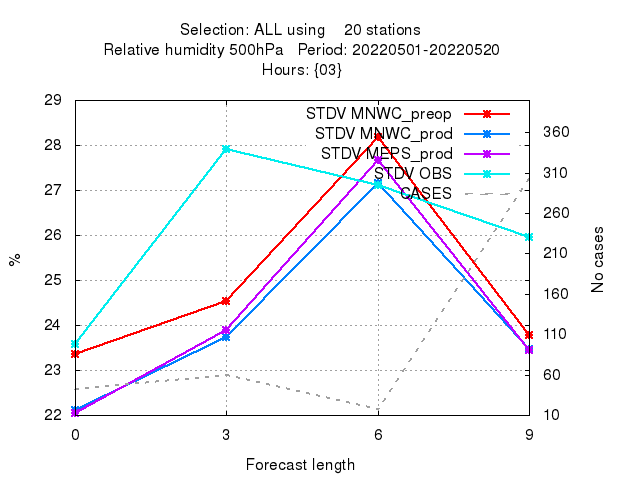 Selection: ALL using 20 stations
Relative humidity 500hPa Period: 20220501-20220520
Hours: {03}
STDV MNWC_preop
STDV MNWC_prod
STDV MEPS_prod
STDV OBS
CASES
29
28
27
26
25
24
23
22
%
360
310
260
210
160
110
60
10
No cases
0 3 6 9
Forecast length